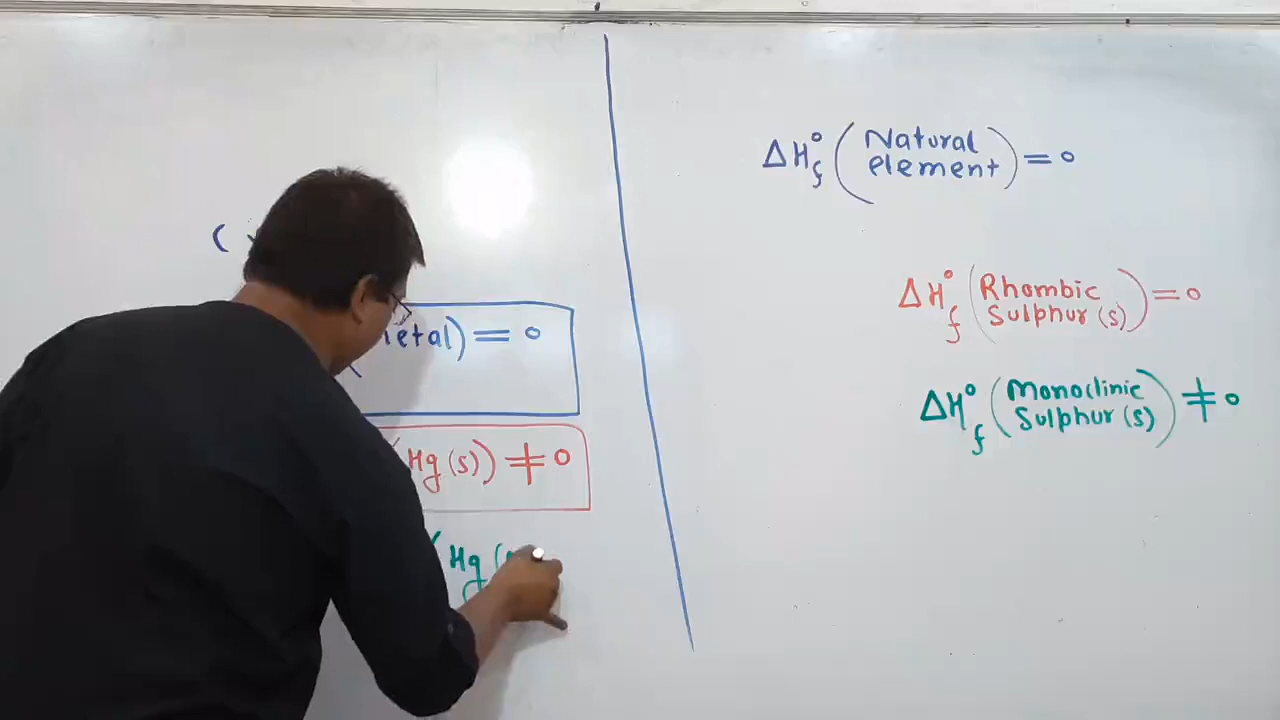 (
etal) = 0
(Hg(s)) ≠ 0
(Hg (
ΔH°f (Natural element) = 0
ΔH°f (Rhombic Sulphur (s)) = 0
ΔH°f (Monoclinic Sulphur (s)) ≠ 0